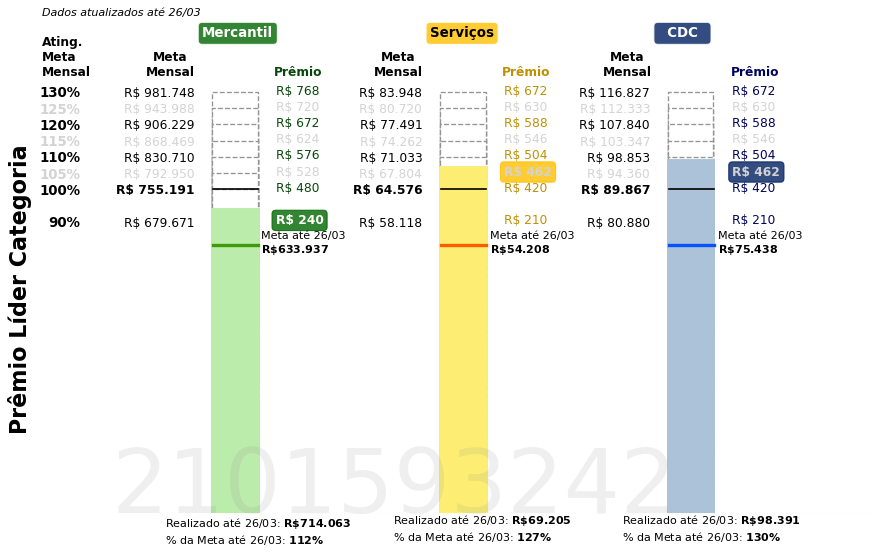 Dados atualizados até 26/03
Mercantil Serviços CDC
Ating. Meta Mensal
Meta Mensal Prêmio Meta Mensal Prêmio Meta Mensal Prêmio
130% R$ 981.748 R$ 768 R$ 83.948 R$ 672 R$ 116.827 R$ 672
125% R$ 943.988 R$ 720 R$ 80.720 R$ 630 R$ 112.333 R$ 630
120% R$ 906.229 R$ 672 R$ 77.491 R$ 588 R$ 107.840 R$ 588
115% R$ 868.469 R$ 624 R$ 74.262 R$ 546 R$ 103.347 R$ 546
110% R$ 830.710 R$ 576 R$ 71.033 R$ 504 R$ 98.853 R$ 504
105% R$ 792.950 R$ 528 R$ 67.804 R$ 462 R$ 94.360 R$ 462
100% R$ 755.191 R$ 480 R$ 64.576 R$ 420 R$ 89.867 R$ 420
90% R$ 679.671 R$ 240 R$ 58.118 R$ 210 R$ 80.880 R$ 210
Meta até 26/03 Meta até 26/03 Meta até 26/03
R$633.937 R$54.208 R$75.438
Prêmio Líder Categoria
2101593242
Realizado até 26/03: R$714.063 Realizado até 26/03: R$69.205 Realizado até 26/03: R$98.391
% da Meta até 26/03: 112% % da Meta até 26/03: 127% % da Meta até 26/03: 130%